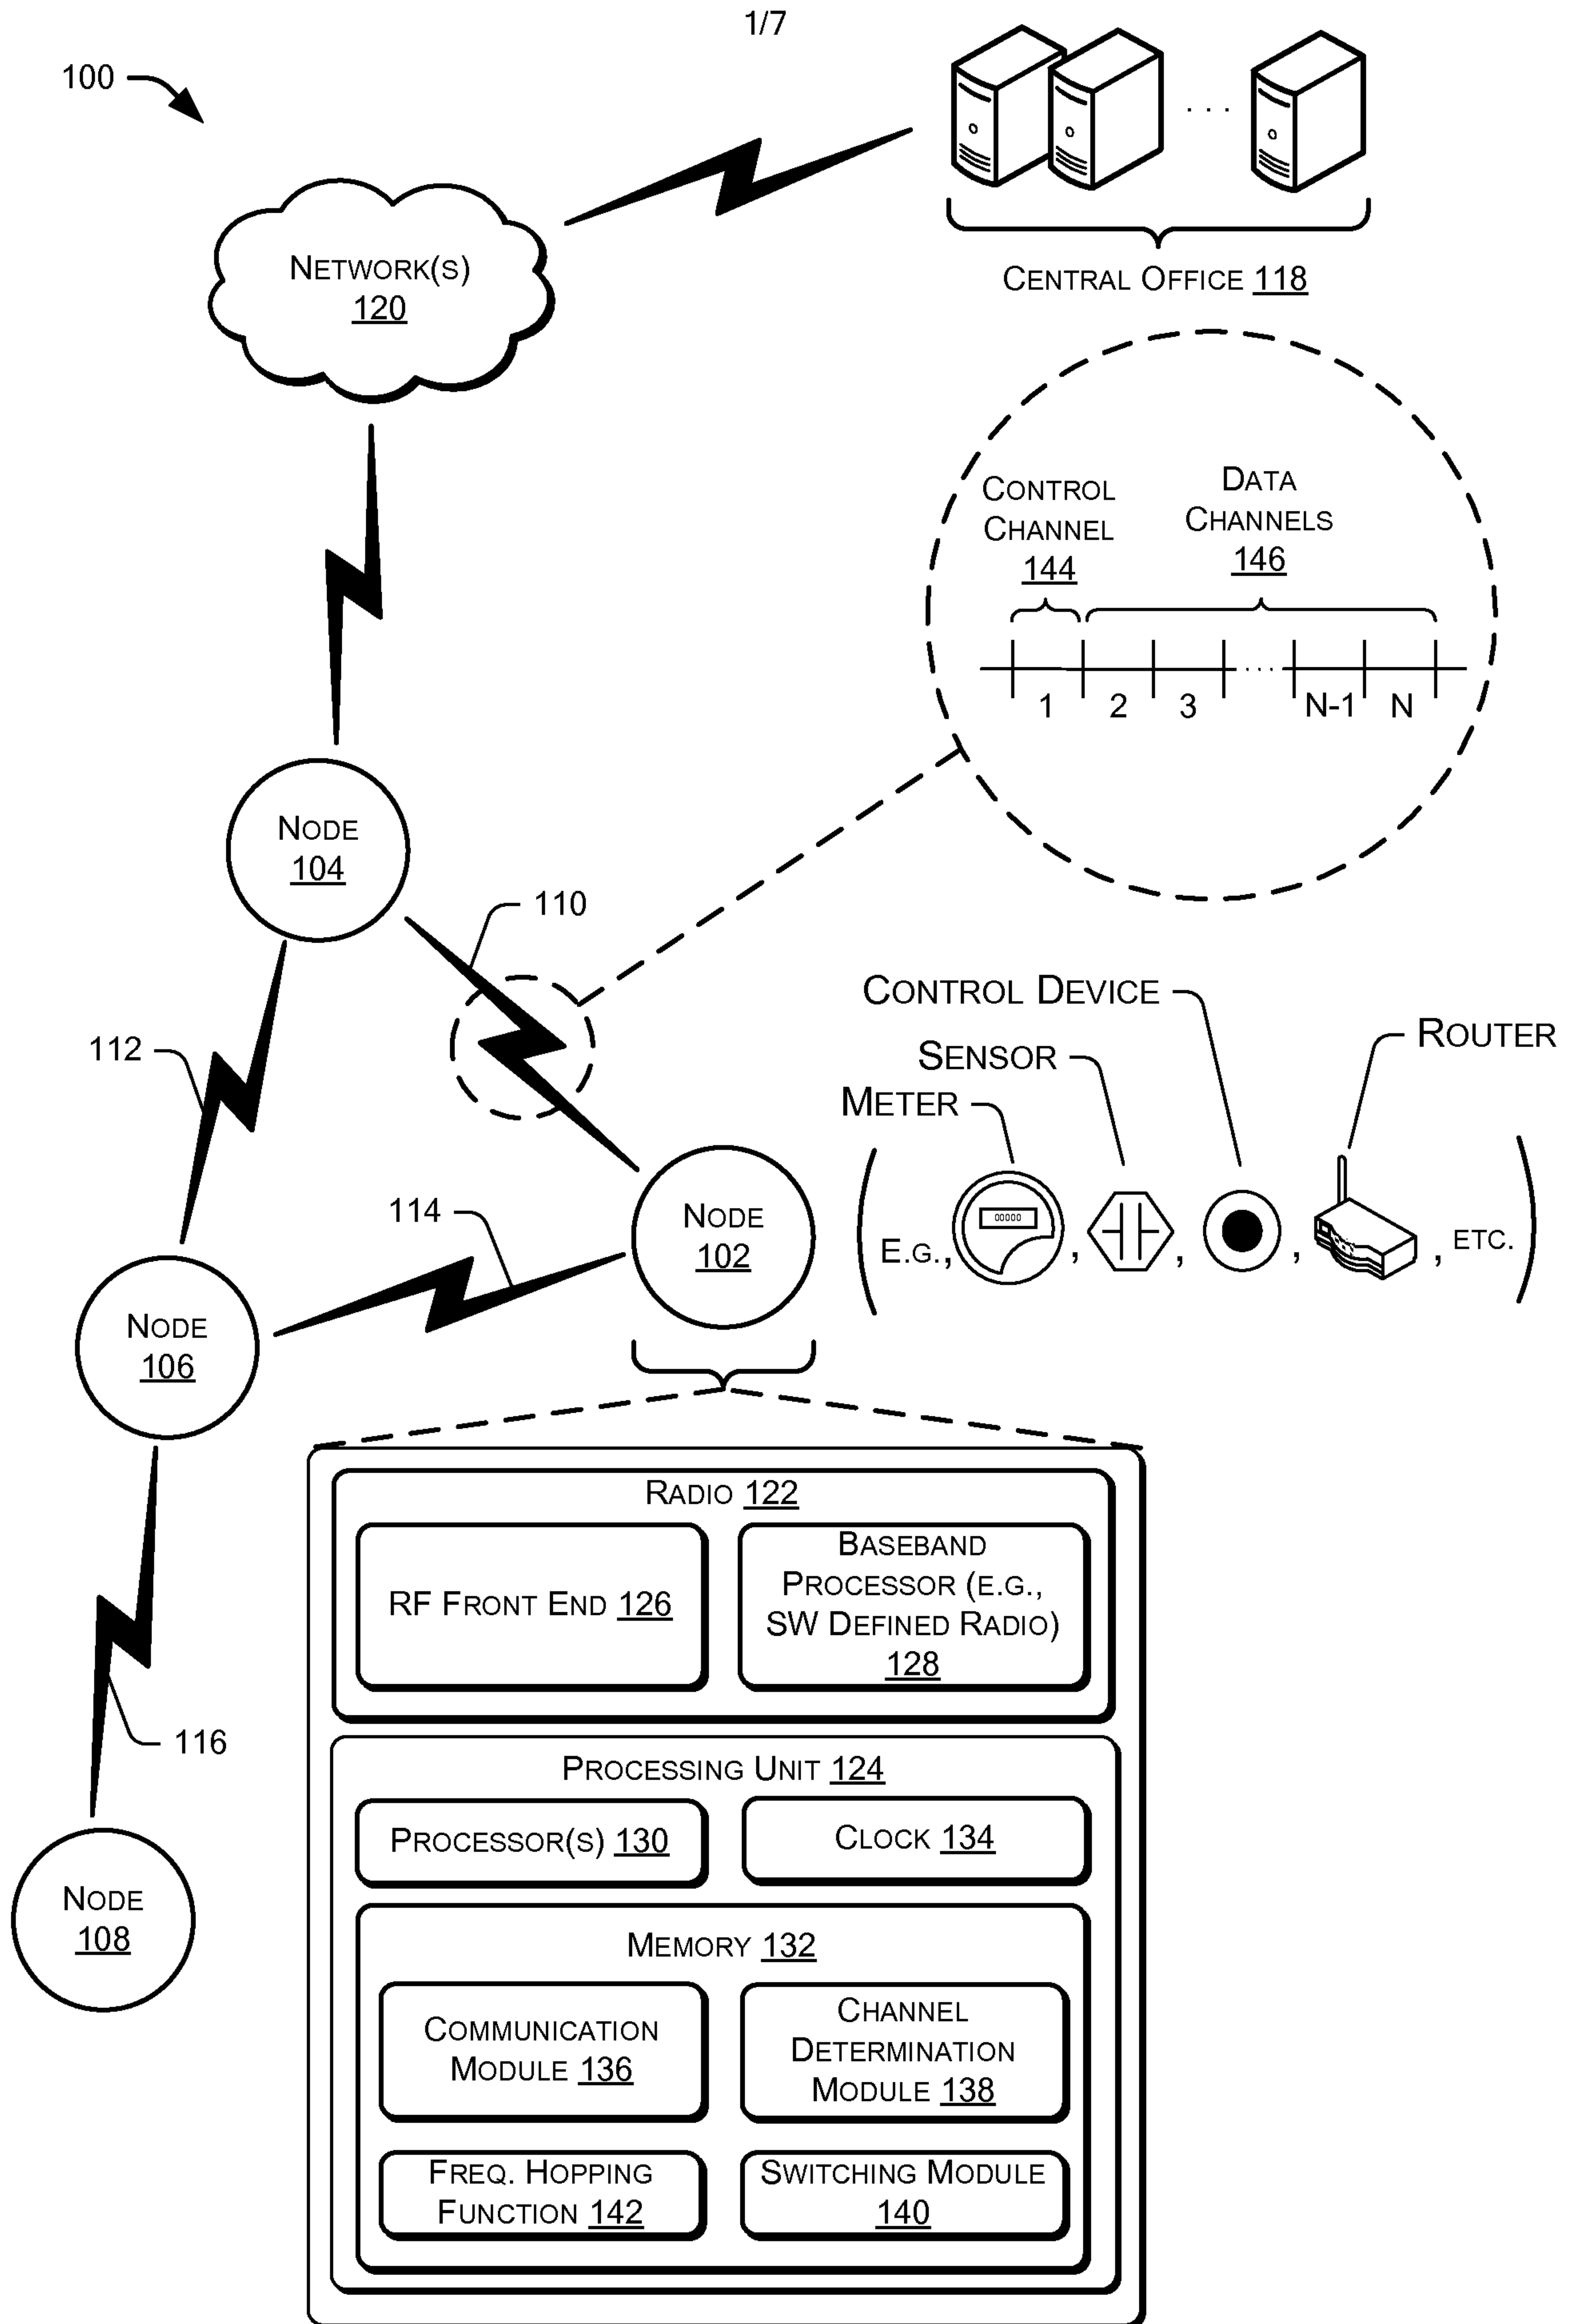 1/7
100
NETWORK(S)
120
CENTRAL OFFICE 118
CONTROL
CHANNEL
144
DATA
CHANNELS
146
1 2 3 ... N-1 N
NODE
104
110
112
CONTROL DEVICE
ROUTER
SENSOR
METER
114
NODE
102
E.G., 00000 , , , , ETC.
NODE
106
RADIO 122
RF FRONT END 126
BASEBAND
PROCESSOR (E.G.,
SW DEFINED RADIO)
128
116
PROCESSING UNIT 124
PROCESSOR(S) 130
CLOCK 134
NODE
108
MEMORY 132
COMMUNICATION
MODULE 136
CHANNEL
DETERMINATION
MODULE 138
FREQ. HOPPING
FUNCTION 142
SWITCHING MODULE
140